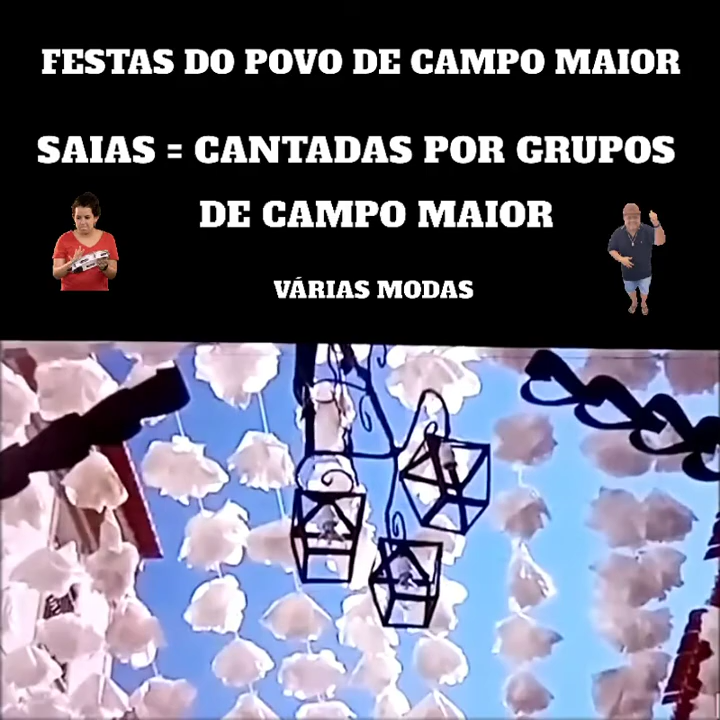 FESTAS DO POVO DE CAMPO MAIOR
SAIAS = CANTADAS POR GRUPOS
DE CAMPO MAIOR
VÁRIAS MODAS